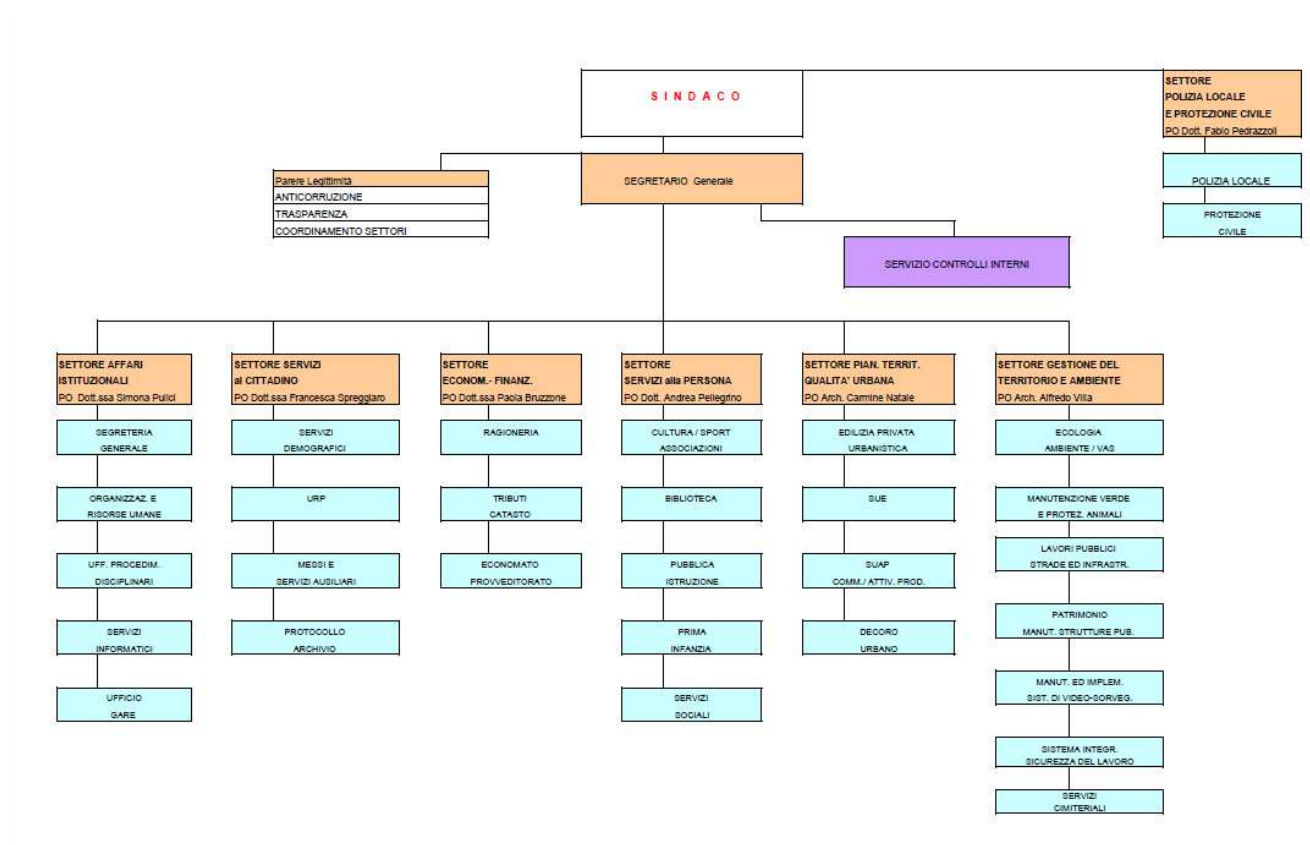 S I N D A C O
SETTORE
POLIZIA LOCALE
E PROTEZIONE CIVILE
PO Dott. Fabio Pedrazzoli
SEGRETARIO Generale
Parere Legittimità
ANTICORRUZIONE
TRASPARENZA
COORDINAMENTO SETTORI
POLIZIA LOCALE
PROTEZIONE
CIVILE
SERVIZIO CONTROLLI INTERNI
SETTORE AFFARI
ISTITUZIONALI
PO Dott.ssa Simona Pulici
SEGRETERIA
GENERALE
ORGANIZZAZ. E
RISORSE UMANE
UFF. PROCEDIM.
DISCIPLINARI
SERVIZI
INFORMATICI
UFFICIO
GARE
SETTORE SERVIZI
al CITTADINO
PO Dott.ssa Francesca Spreggiaro
SERVIZI
DEMOGRAFICI
URP
MESSI E
SERVIZI AUSILIARI
PROTOCOLLO
ARCHIVIO
SETTORE
ECONOM.- FINANZ.
PO Dott.ssa Paola Bruzzone
RAGIONERIA
TRIBUTI
CATASTO
ECONOMATO
PROVVEDITORATO
SETTORE
SERVIZI alla PERSONA
PO Dott. Andrea Pellegrino
CULTURA / SPORT
ASSOCIAZIONI
BIBLIOTECA
PUBBLICA
ISTRUZIONE
PRIMA
INFANZIA
SERVIZI
SOCIALI
SETTORE PIAN. TERRIT.
QUALITA' URBANA
PO Arch. Carmine Natale
EDILIZIA PRIVATA
URBANISTICA
SUE
SUAP
COMM./ ATTIV. PROD.
DECORO
URBANO
SETTORE GESTIONE DEL
TERRITORIO E AMBIENTE
PO Arch. Alfredo Villa
ECOLOGIA
AMBIENTE / VAS
MANUTENZIONE VERDE
E PROTEZ. ANIMALI
LAVORI PUBBLICI
STRADE ED INFRASTR.
PATRIMONIO
MANUT. STRUTTURE PUB.
MANUT. ED IMPLEM.
SIST. DI VIDEO-SORVEG.
SISTEMA INTEGR.
SICUREZZA DEL LAVORO
SERVIZI
CIMITERIALI